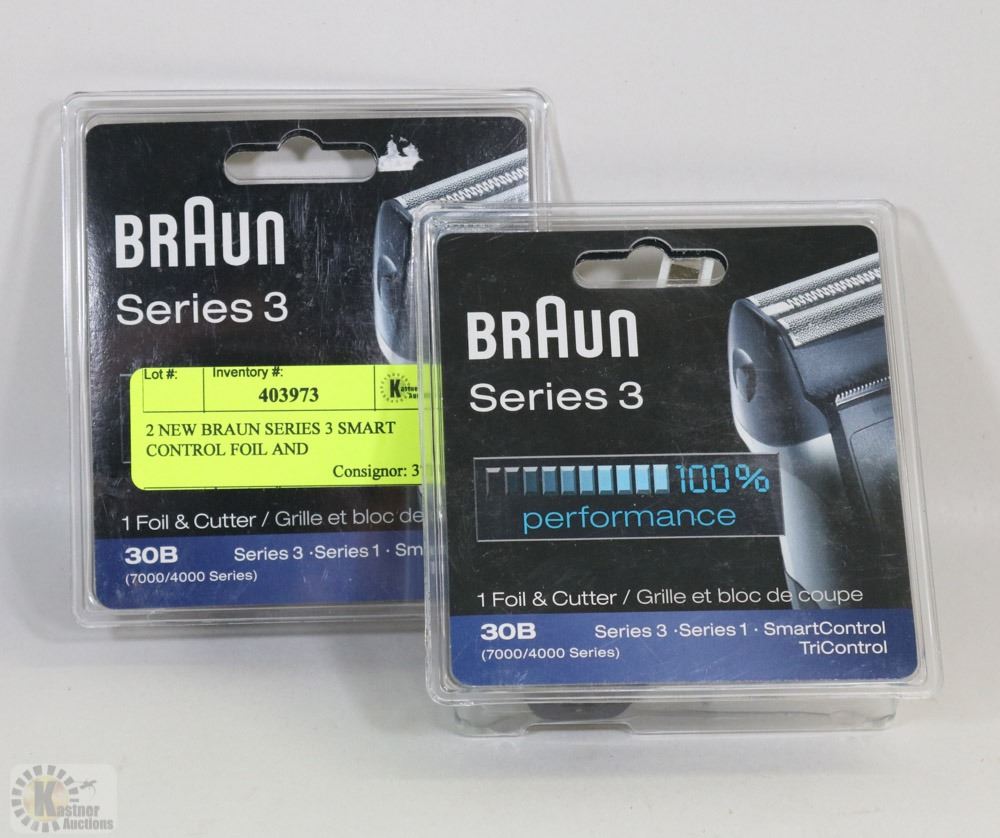 BRAUN
Series 3
Lot #:
Inventory #:
403973
2 NEW BRAUN SERIES 3 SMART
CONTROL FOIL AND
Consignor:
1 Foil & Cutter / Grille et bloc de
30B
Series 3 · Series 1 ·
(7000/4000 Series)
BRAUN
Series 3
100%
performance
1 Foil & Cutter / Grille et bloc de coupe
30B
Series 3 · Series 1 · SmartControl
TriControl
(7000/4000 Series)
Kastner
Auctions